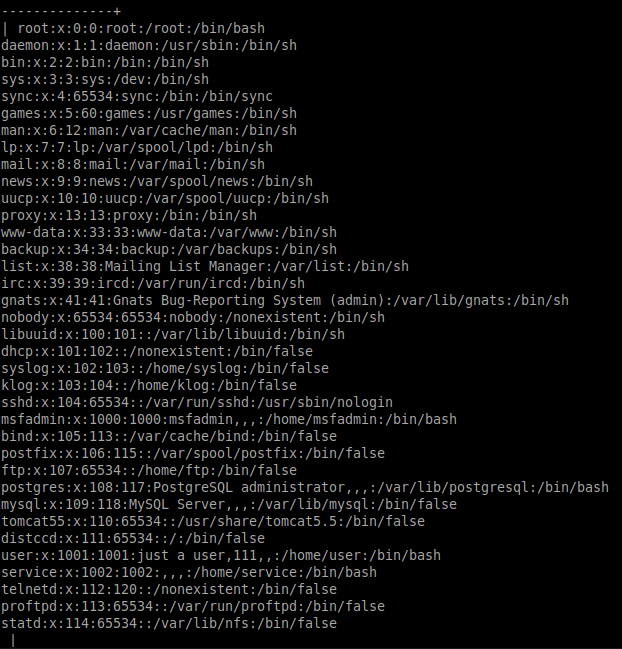 --------------+
| root:x:0:0:root:/root:/bin/bash
daemon:x:1:1:daemon:/usr/sbin:/bin/sh
bin:x:2:2:bin:/bin:/bin/sh
sys:x:3:3:sys:/dev:/bin/sh
sync:x:4:65534:sync:/bin:/bin/sync
games:x:5:60:games:/usr/games:/bin/sh
man:x:6:12:man:/var/cache/man:/bin/sh
lp:x:7:7:lp:/var/spool/lpd:/bin/sh
mail:x:8:8:mail:/var/mail:/bin/sh
news:x:9:9:news:/var/spool/news:/bin/sh
uucp:x:10:10:uucp:/var/spool/uucp:/bin/sh
proxy:x:13:13:proxy:/bin:/bin/sh
www-data:x:33:33:www-data:/var/www:/bin/sh
backup:x:34:34:backup:/var/backups:/bin/sh
list:x:38:38:Mailing List Manager:/var/list:/bin/sh
irc:x:39:39:ircd:/var/run/ircd:/bin/sh
gnats:x:41:41:Gnats Bug-Reporting System (admin):/var/lib/gnats:/bin/sh
nobody:x:65534:65534:nobody:/nonexistent:/bin/sh
libuuid:x:100:101::/var/lib/libuuid:/bin/sh
dhcp:x:101:102::/nonexistent:/bin/false
syslog:x:102:103::/home/syslog:/bin/false
klog:x:103:104::/home/klog:/bin/false
sshd:x:104:65534::/var/run/sshd:/usr/sbin/nologin
msfadmin:x:1000:1000:msfadmin,,,:/home/msfadmin:/bin/bash
bind:x:105:113::/var/cache/bind:/bin/false
postfix:x:106:115::/var/spool/postfix:/bin/false
ftp:x:107:65534::/home/ftp:/bin/false
postgres:x:108:117:PostgreSQL administrator,,,:/var/lib/postgresql:/bin/bash
mysql:x:109:118:MySQL Server,,,:/var/lib/mysql:/bin/false
tomcat55:x:110:65534::/usr/share/tomcat5.5:/bin/false
distccd:x:111:65534::/:/bin/false
user:x:1001:1001:just a user,111,,:/home/user:/bin/bash
service:x:1002:1002:,,,:/home/service:/bin/bash
telnetd:x:112:120::/nonexistent:/bin/false
proftpd:x:113:65534::/var/run/proftpd:/bin/false
statd:x:114:65534::/var/lib/nfs:/bin/false
|